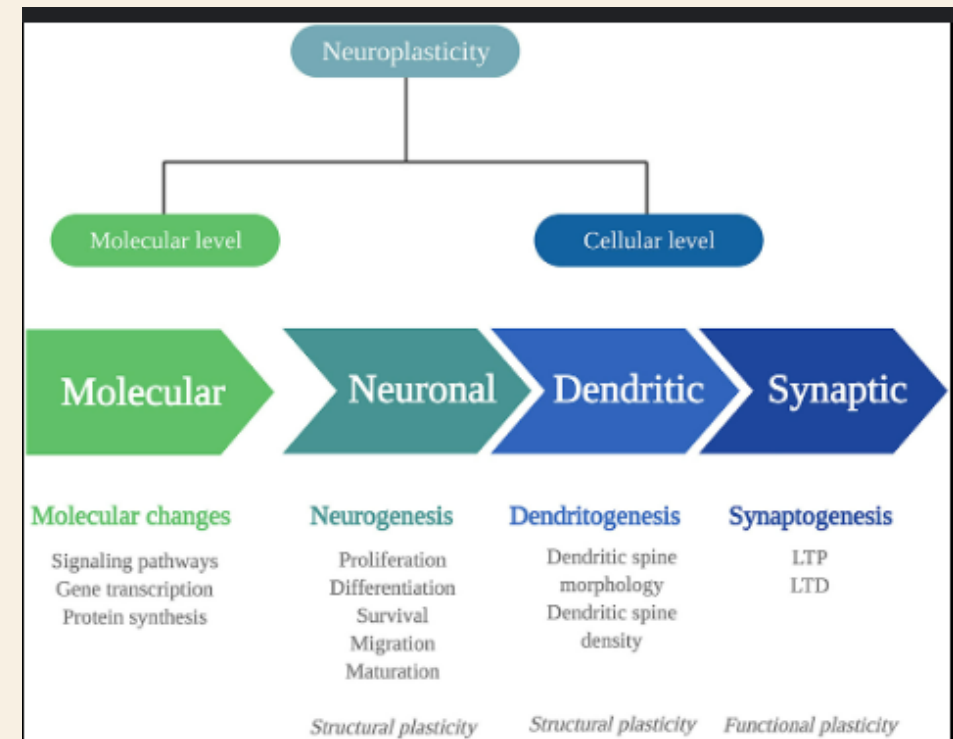 Neuroplasticity
Molecular level
Cellular level
Molecular
Neuronal
Dendritic
Synaptic
Molecular changes
Signaling pathways
Gene transcription
Protein synthesis
Neurogenesis
Proliferation
Differentiation
Survival
Migration
Maturation
Structural plasticity
Dendritogenesis
Dendritic spine
morphology
Dendritic spine
density
Structural plasticity
Synaptogenesis
LTP
LTD
Functional plasticity